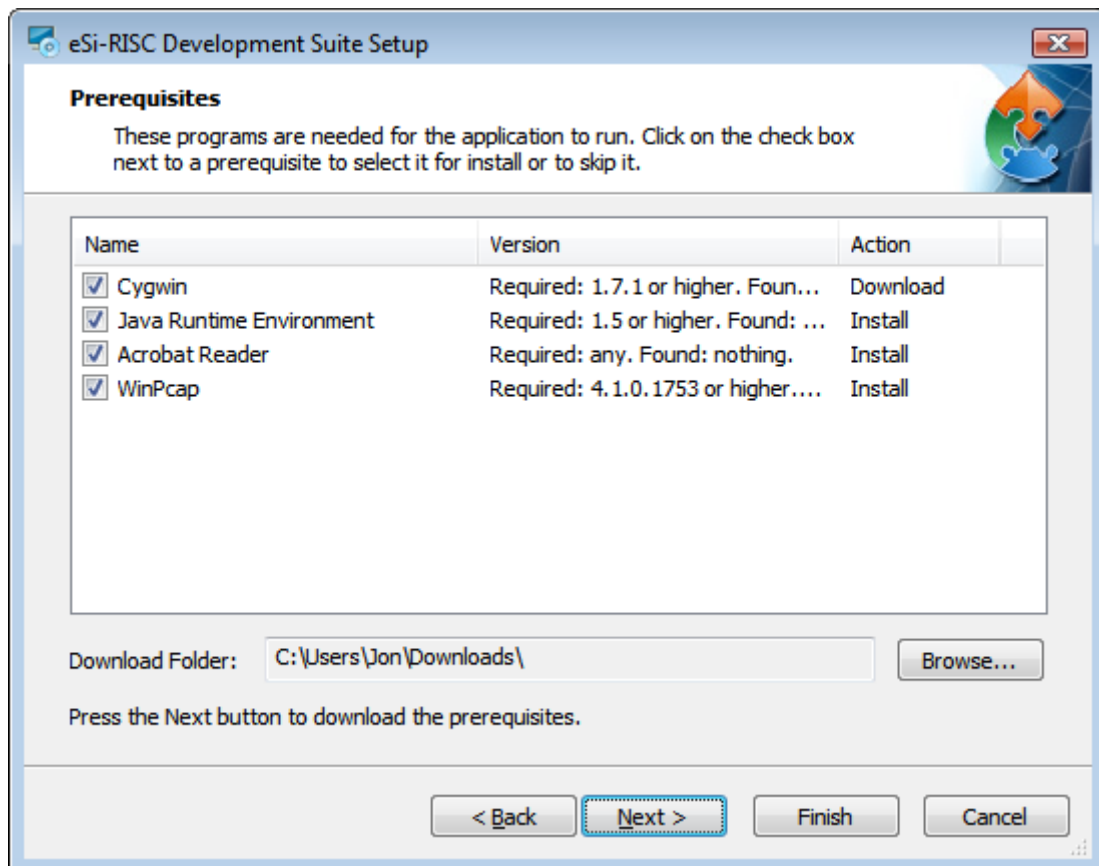 eSi-RISC Development Suite Setup
Prerequisites
These programs are needed for the application to run. Click on the check box
next to a prerequisite to select it for install or to skip it.
Name Version Action
Cygwin Required: 1.7.1 or higher. Foun... Download
Java Runtime Environment Required: 1.5 or higher. Found: ... Install
Acrobat Reader Required: any. Found: nothing. Install
WinPcap Required: 4.1.0.1753 or higher.... Install
Download Folder: C:\Users\Jon\Downloads\ Browse...
Press the Next button to download the prerequisites.
< Back Next > Finish Cancel